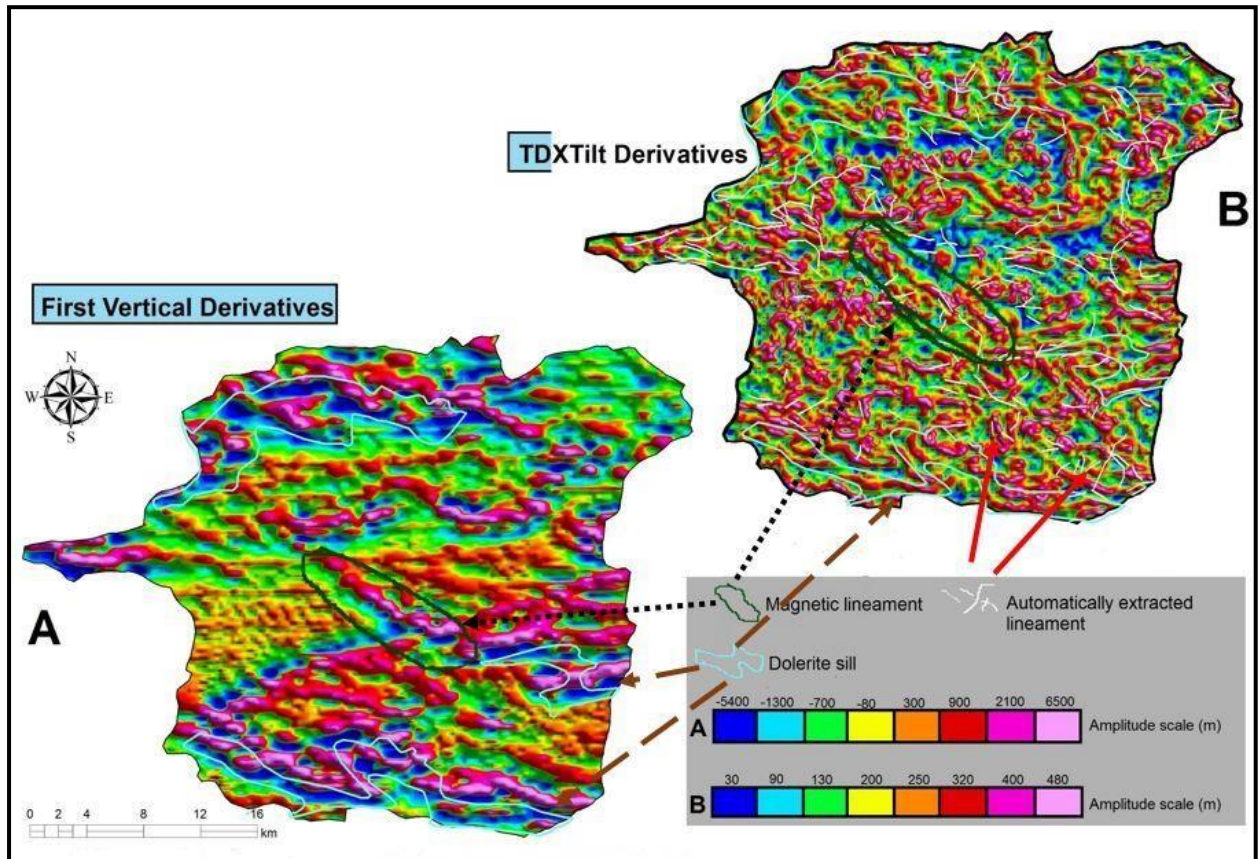 TDXTilt Derivatives
B
First Vertical Derivatives
N
W E
S
A
Magnetic lineament
Automatically extracted
lineament
Dolerite sill
-5400 -1300 -700 -80 300 900 2100 6500
A Amplitude scale (m)
30 90 130 200 250 320 400 480
B Amplitude scale (m)
0 2 4 8 12 16
km